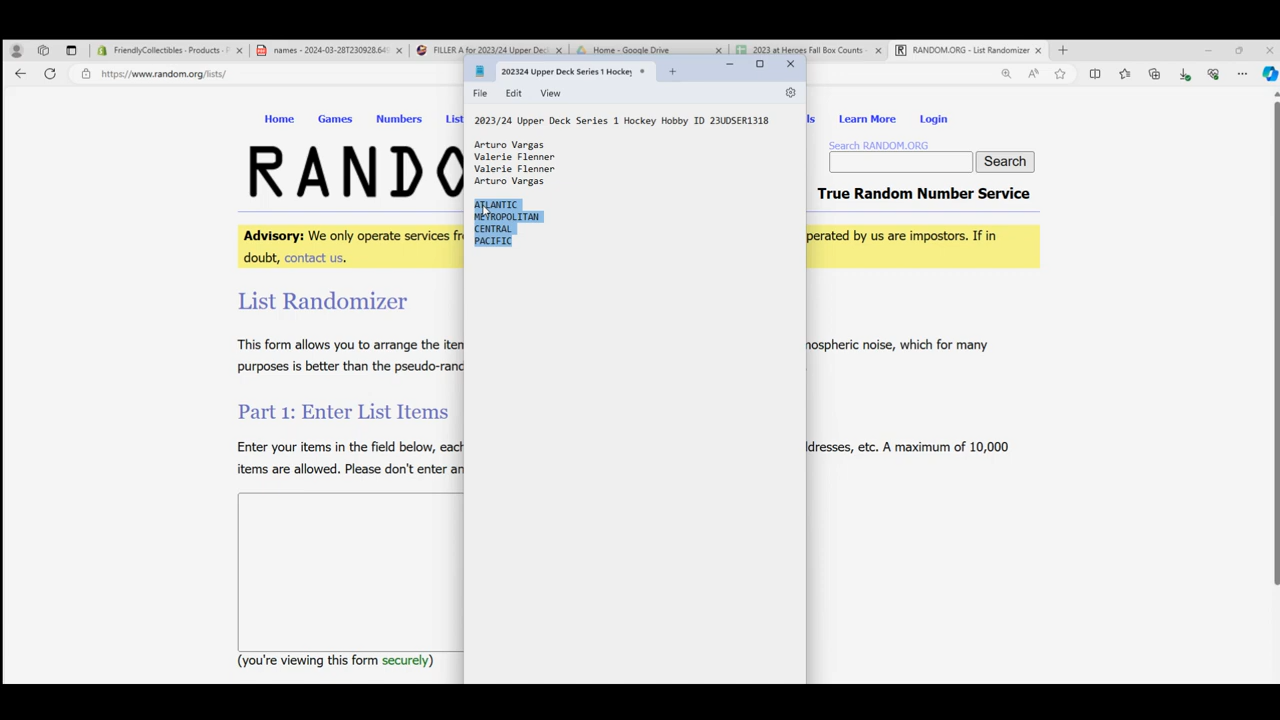 FriendlyCollectibles - Products - F
names - 2024-03-28T230928.64
FILLER A for 2023/24 Upper Dec
Home - Google Drive
2023 at Heroes Fall Box Counts -
RANDOM.ORG - List Randomizer
https://www.random.org/lists/
202324 Upper Deck Series 1 Hockey
File Edit View
Home Games Numbers List
ls Learn More Login
2023/24 Upper Deck Series 1 Hockey Hobby ID 23UDSER1318
Search RANDOM.ORG
Search
RANDO
True Random Number Service
Arturo Vargas
Valerie Flenner
Valerie Flenner
Arturo Vargas
ATLANTIC
METROPOLITAN
CENTRAL
PACIFIC
Advisory: We only operate services fr
perated by us are impostors. If in
doubt, contact us.
List Randomizer
This form allows you to arrange the item
mospheric noise, which for many
purposes is better than the pseudo-rand
Part 1: Enter List Items
Enter your items in the field below, each
ddresses, etc. A maximum of 10,000
items are allowed. Please don't enter an
(you're viewing this form securely)